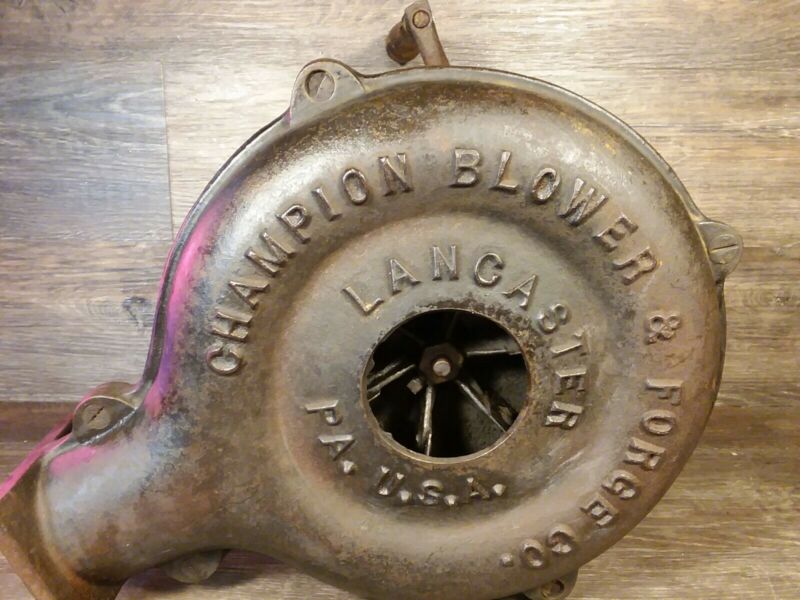 CHAMPION BLOWER & FORGE CO.
LANCASTER
PA. U.S.A.